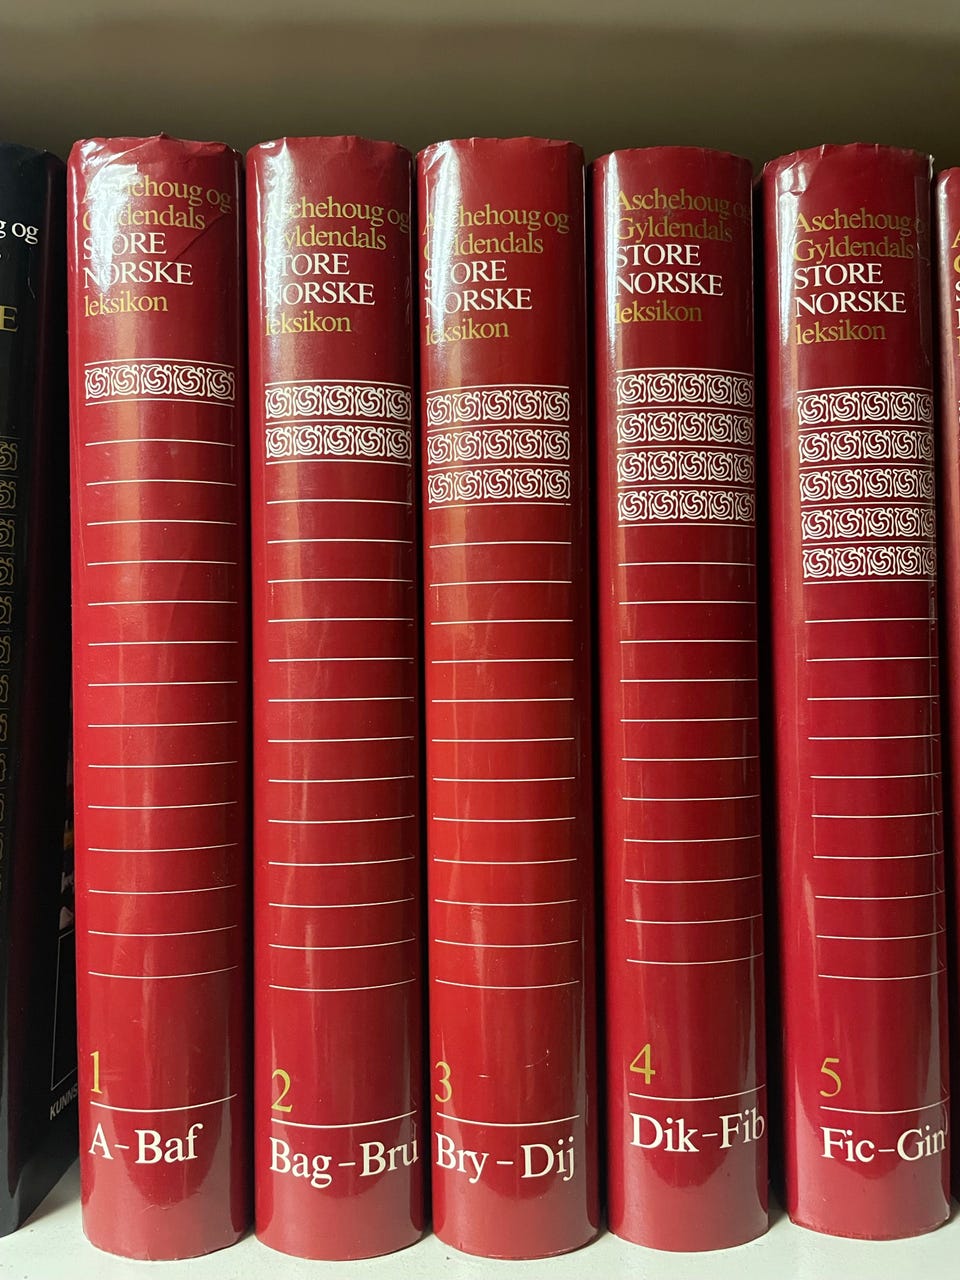 og
E
KUNNS
Aschehoug og
Gyldendals
STORE
NORSKE
leksikon
1
A–Baf
Aschehoug og
Gyldendals
STORE
NORSKE
leksikon
2
Bag–Bru
Aschehoug og
Gyldendals
STORE
NORSKE
leksikon
3
Bry–Dij
Aschehoug og
Gyldendals
STORE
NORSKE
leksikon
4
Dik–Fib
Aschehoug og
Gyldendals
STORE
NORSKE
leksikon
5
Fic–Gin